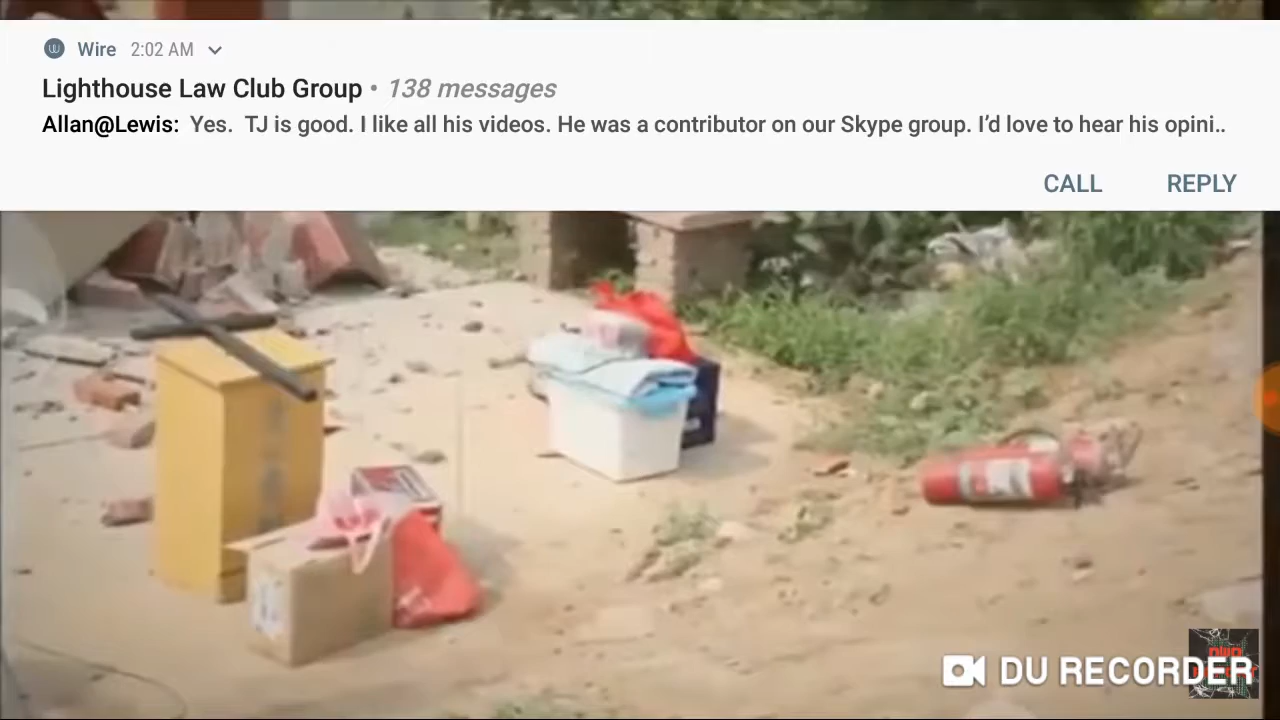 Wire 2:02 AM
Lighthouse Law Club Group • 138 messages
Allan@Lewis: Yes. TJ is good. I like all his videos. He was a contributor on our Skype group. I'd love to hear his opini..
CALL REPLY
DU RECORDER